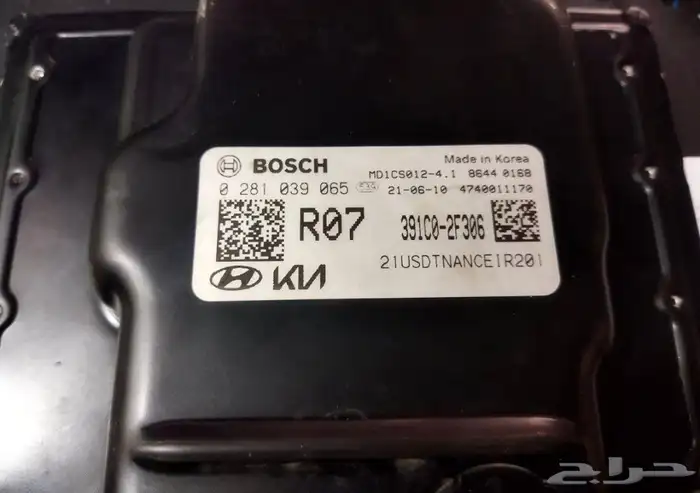 BOSCH
Made in Korea
MD1CS012-4.1 8644 0168
0 281 039 065
21-06-10 4740011170
R07
391C0-2F306
KIA
21USDTNANCEIR201
حراج